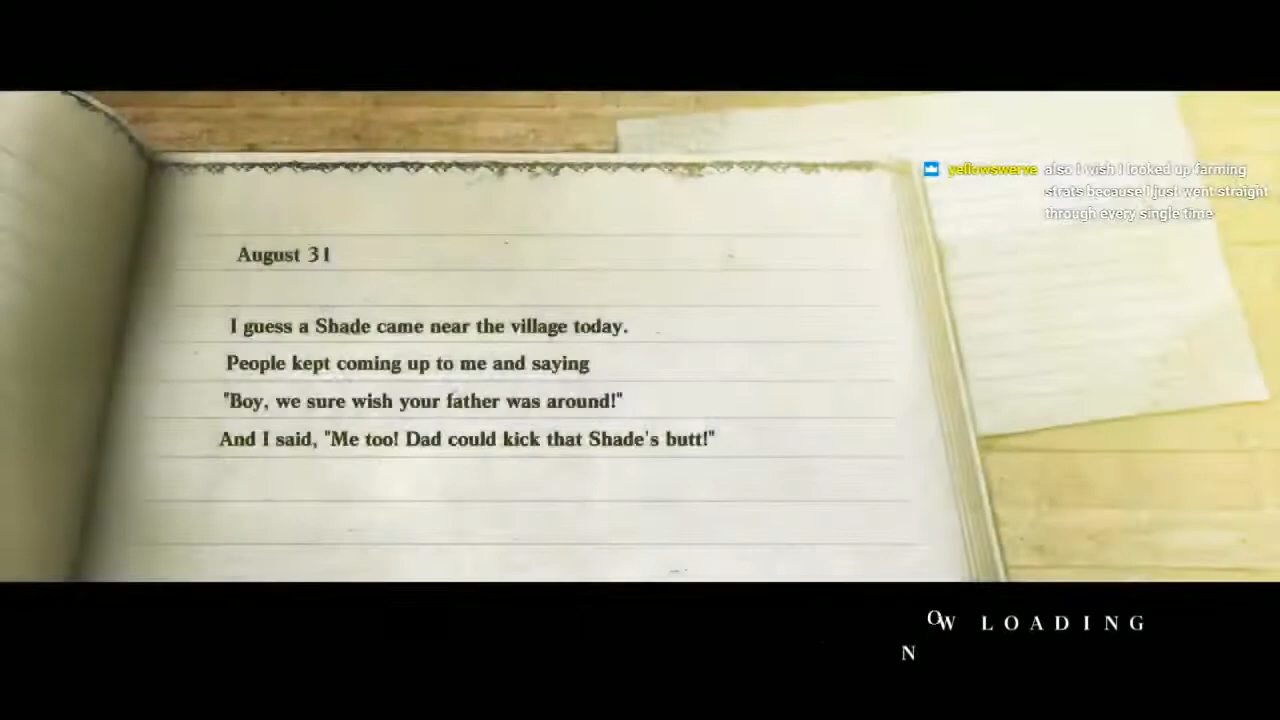 August 31
I guess a Shade came near the village today.
People kept coming up to me and saying
"Boy, we sure wish your father was around!"
And I said, "Me too! Dad could kick that Shade's butt!"
yellowswerve also I wish I looked up farming
strats because I just went straight
through every single time
NOW LOADING